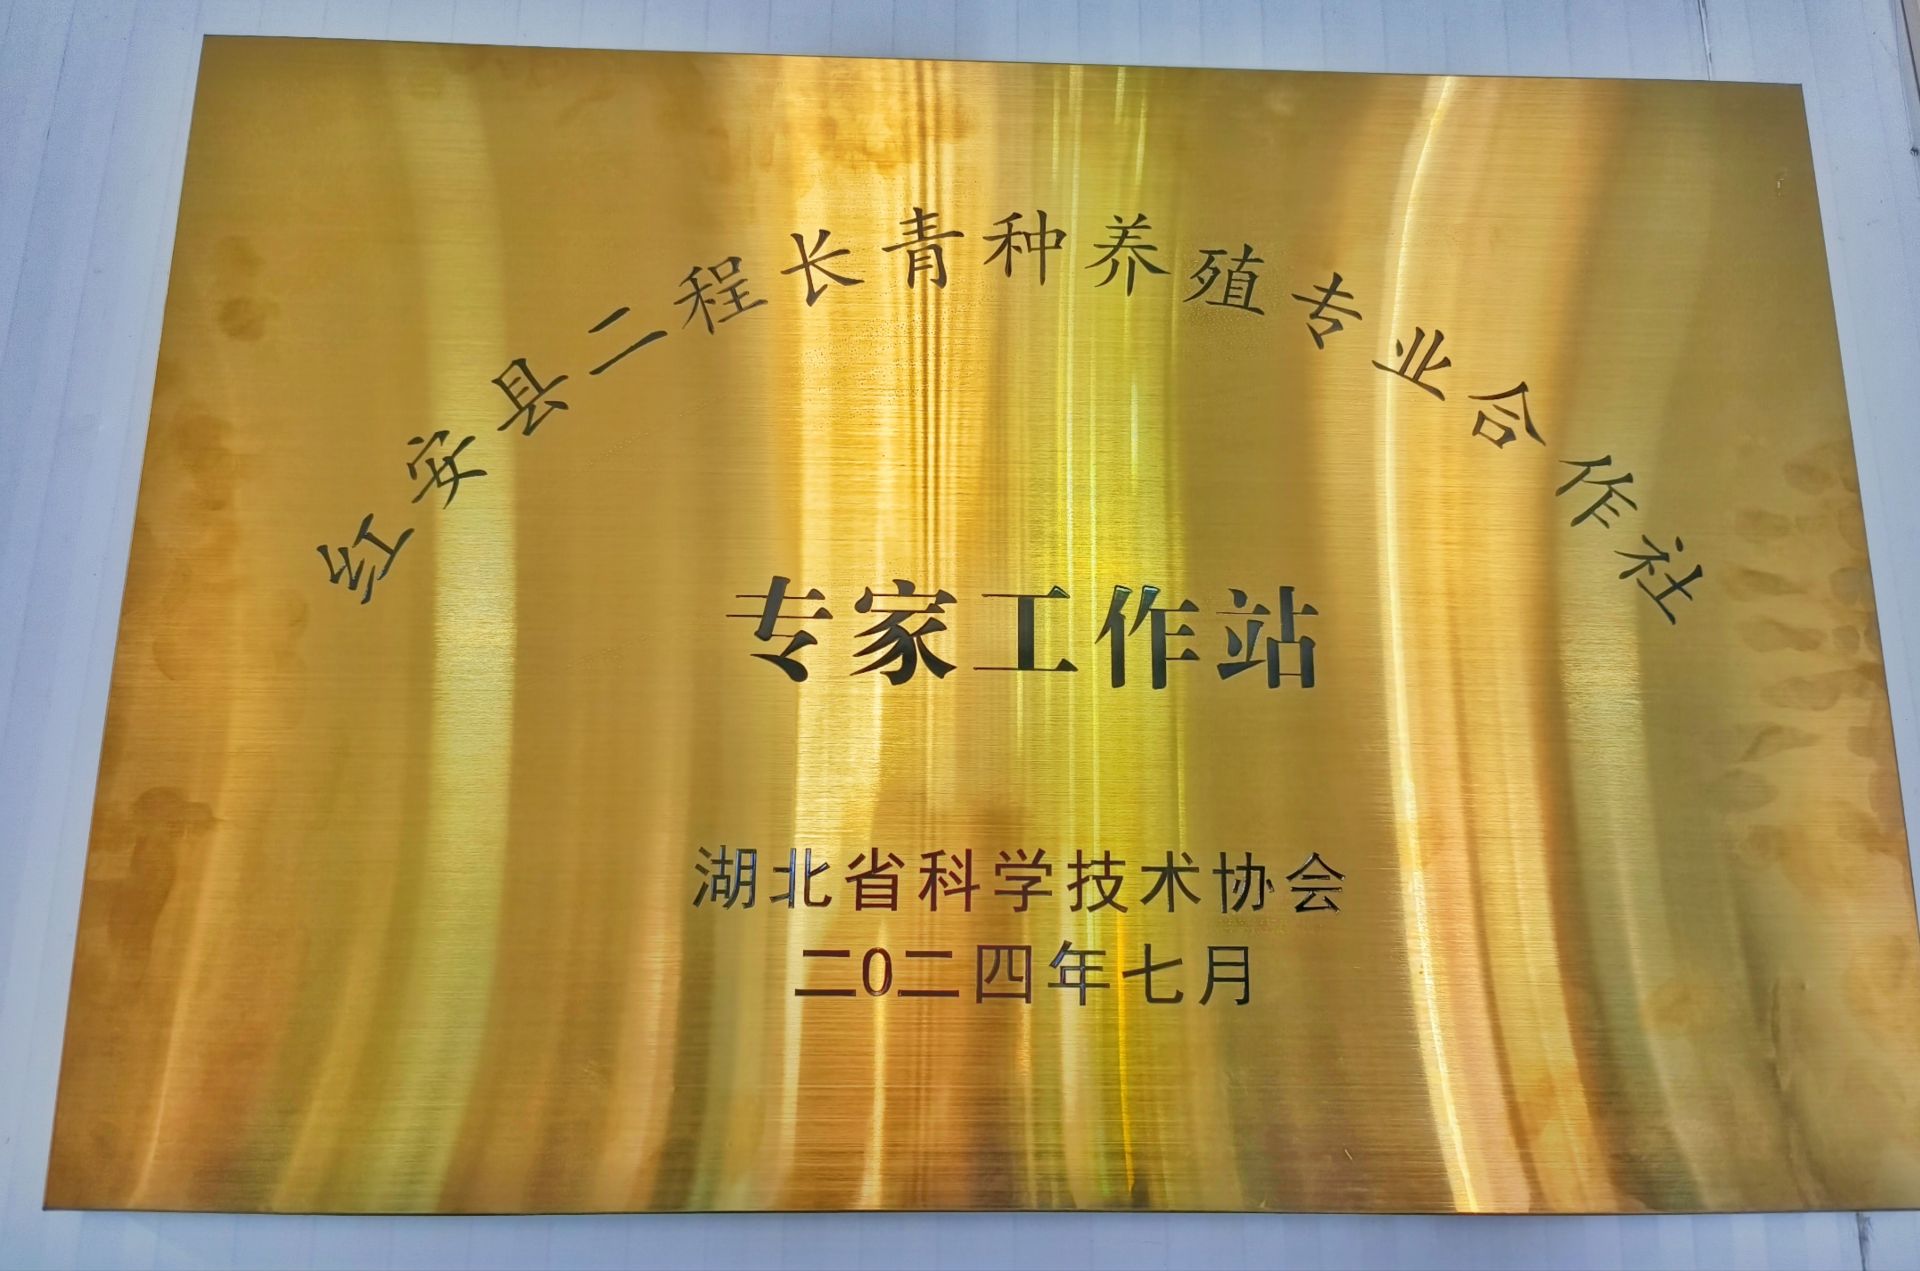 红安县二程长青种养殖专业合作社
专家工作站
湖北省科学技术协会
二0二四年七月